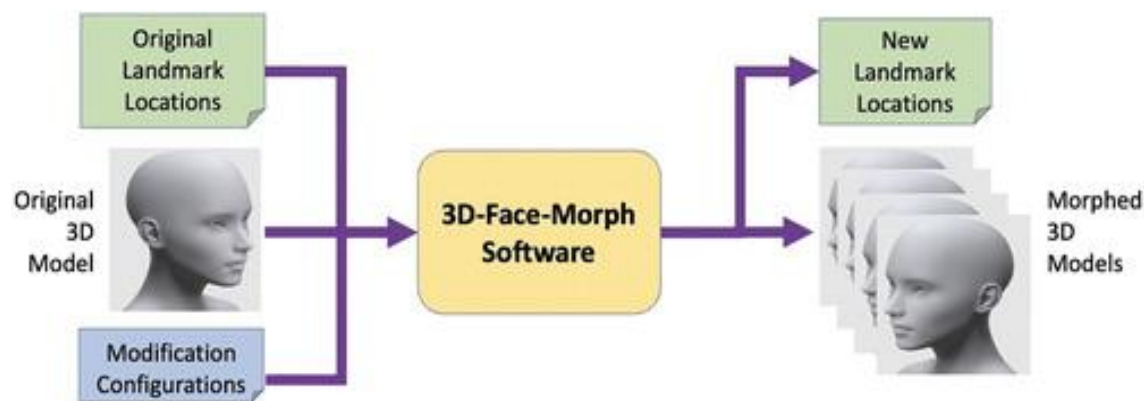 Original
Landmark
Locations
Original
3D
Model
Modification
Configurations
3D-Face-Morph
Software
New
Landmark
Locations
Morphed
3D
Models